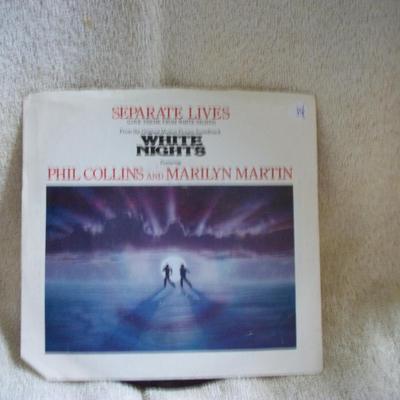 SEPARATE LIVES
(LOVE THEME FROM WHITE NIGHTS)
From the Original Motion Picture Soundtrack
WHITE
NIGHTS
Featuring
PHIL COLLINS AND MARILYN MARTIN